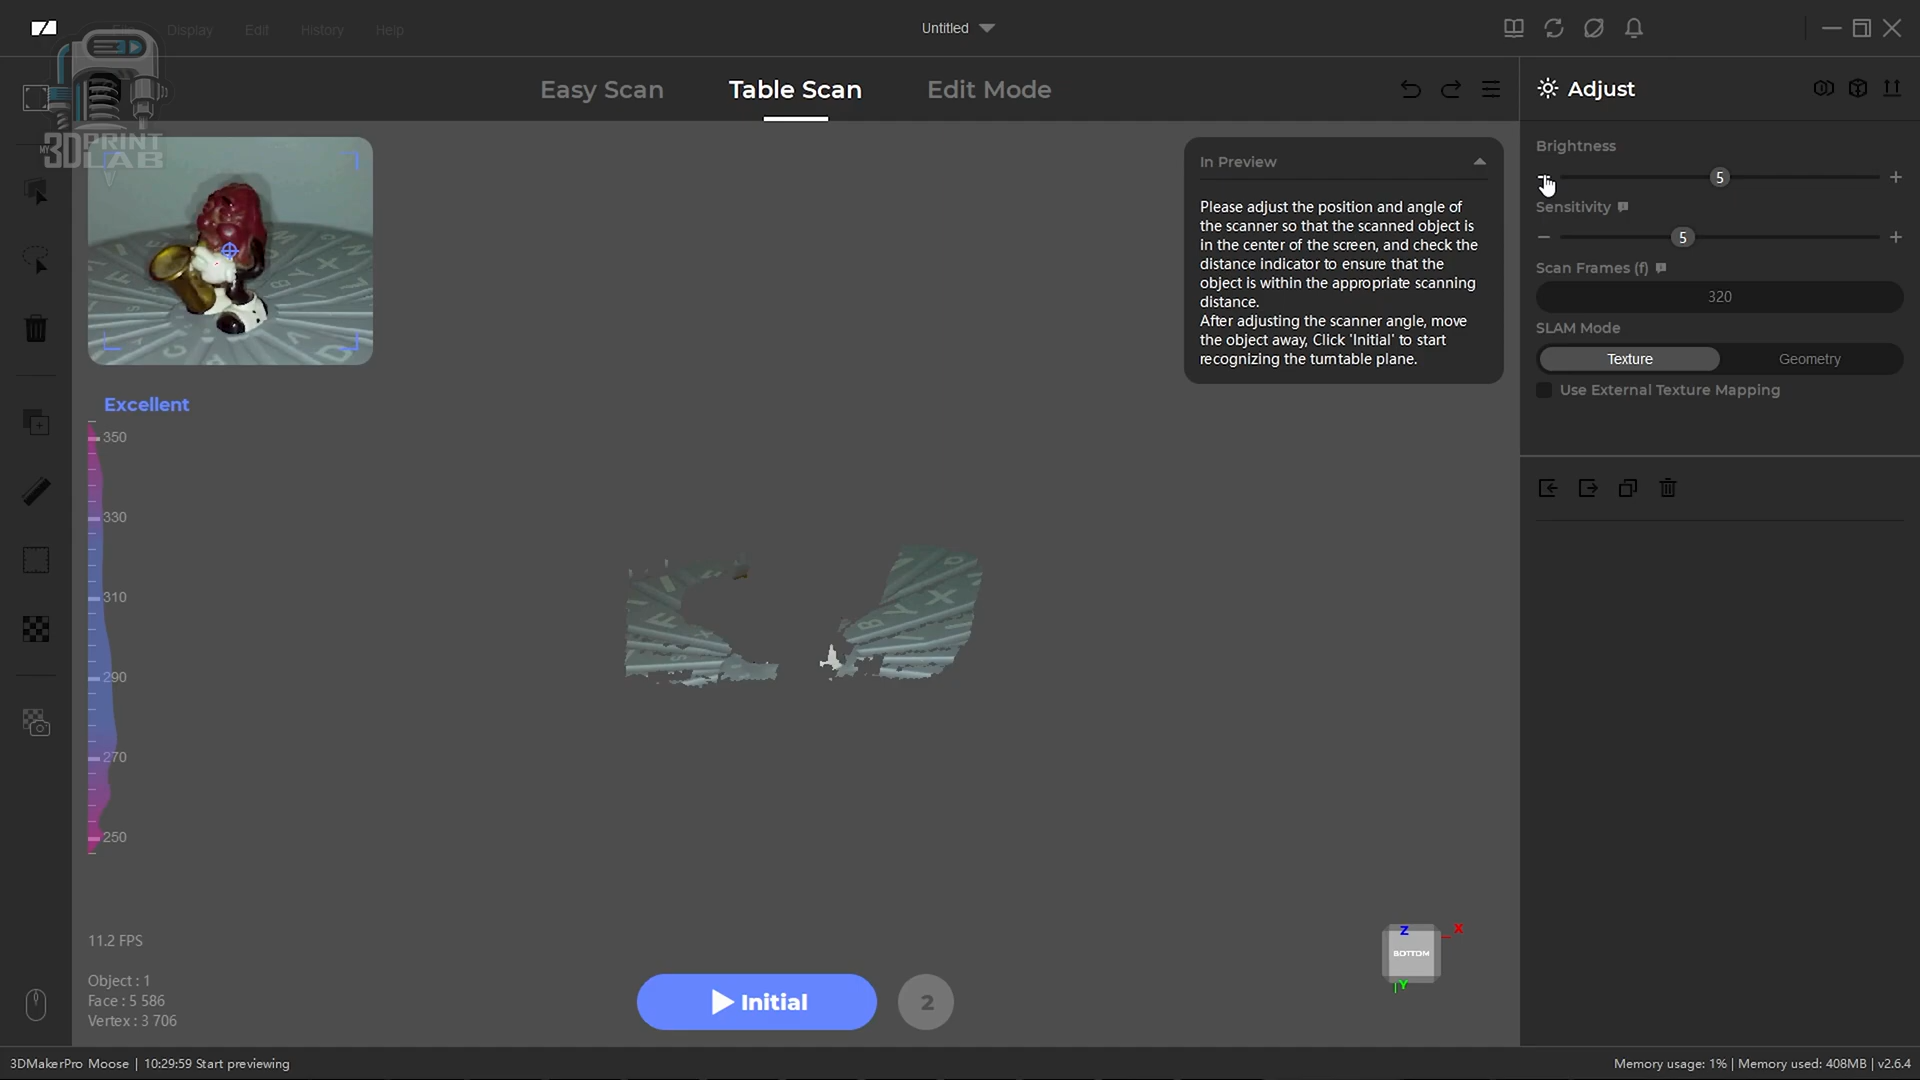 File Display Edit History Help
Untitled
MY
3DPRINT
LAB
Easy Scan Table Scan Edit Mode
Adjust
In Preview
Please adjust the position and angle of
the scanner so that the scanned object is
in the center of the screen, and check the
distance indicator to ensure that the
object is within the appropriate scanning
distance.
After adjusting the scanner angle, move
the object away, Click 'Initial' to start
recognizing the turntable plane.
Brightness
5
Sensitivity
5
Scan Frames (f)
320
SLAM Mode
Texture Geometry
Use External Texture Mapping
Excellent
350
330
310
290
270
250
11.2 FPS
Object : 1
Face : 5 586
Vertex : 3 706
Initial
2
Z
X
BOTTOM
Y
3DMakerPro Moose | 10:29:59 Start previewing
Memory usage: 1% | Memory used: 408MB | v2.6.4